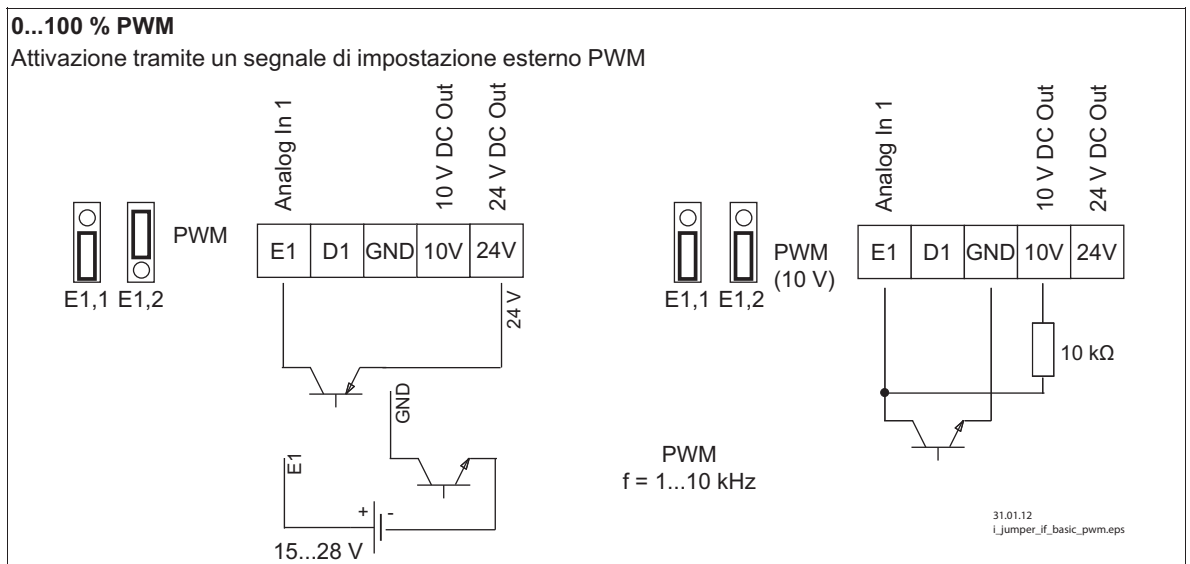 0...100 % PWM
Attivazione tramite un segnale di impostazione esterno PWM
Analog In 1
10 V DC Out
24 V DC Out
PWM
E1 D1 GND 10V 24V
E1,1 E1,2
24 V
GND
E1
+ -
15...28 V
Analog In 1
10 V DC Out
24 V DC Out
PWM
(10 V)
E1 D1 GND 10V 24V
E1,1 E1,2
10 kΩ
PWM
f = 1...10 kHz
31.01.12
i_jumper_if_basic_pwm.eps